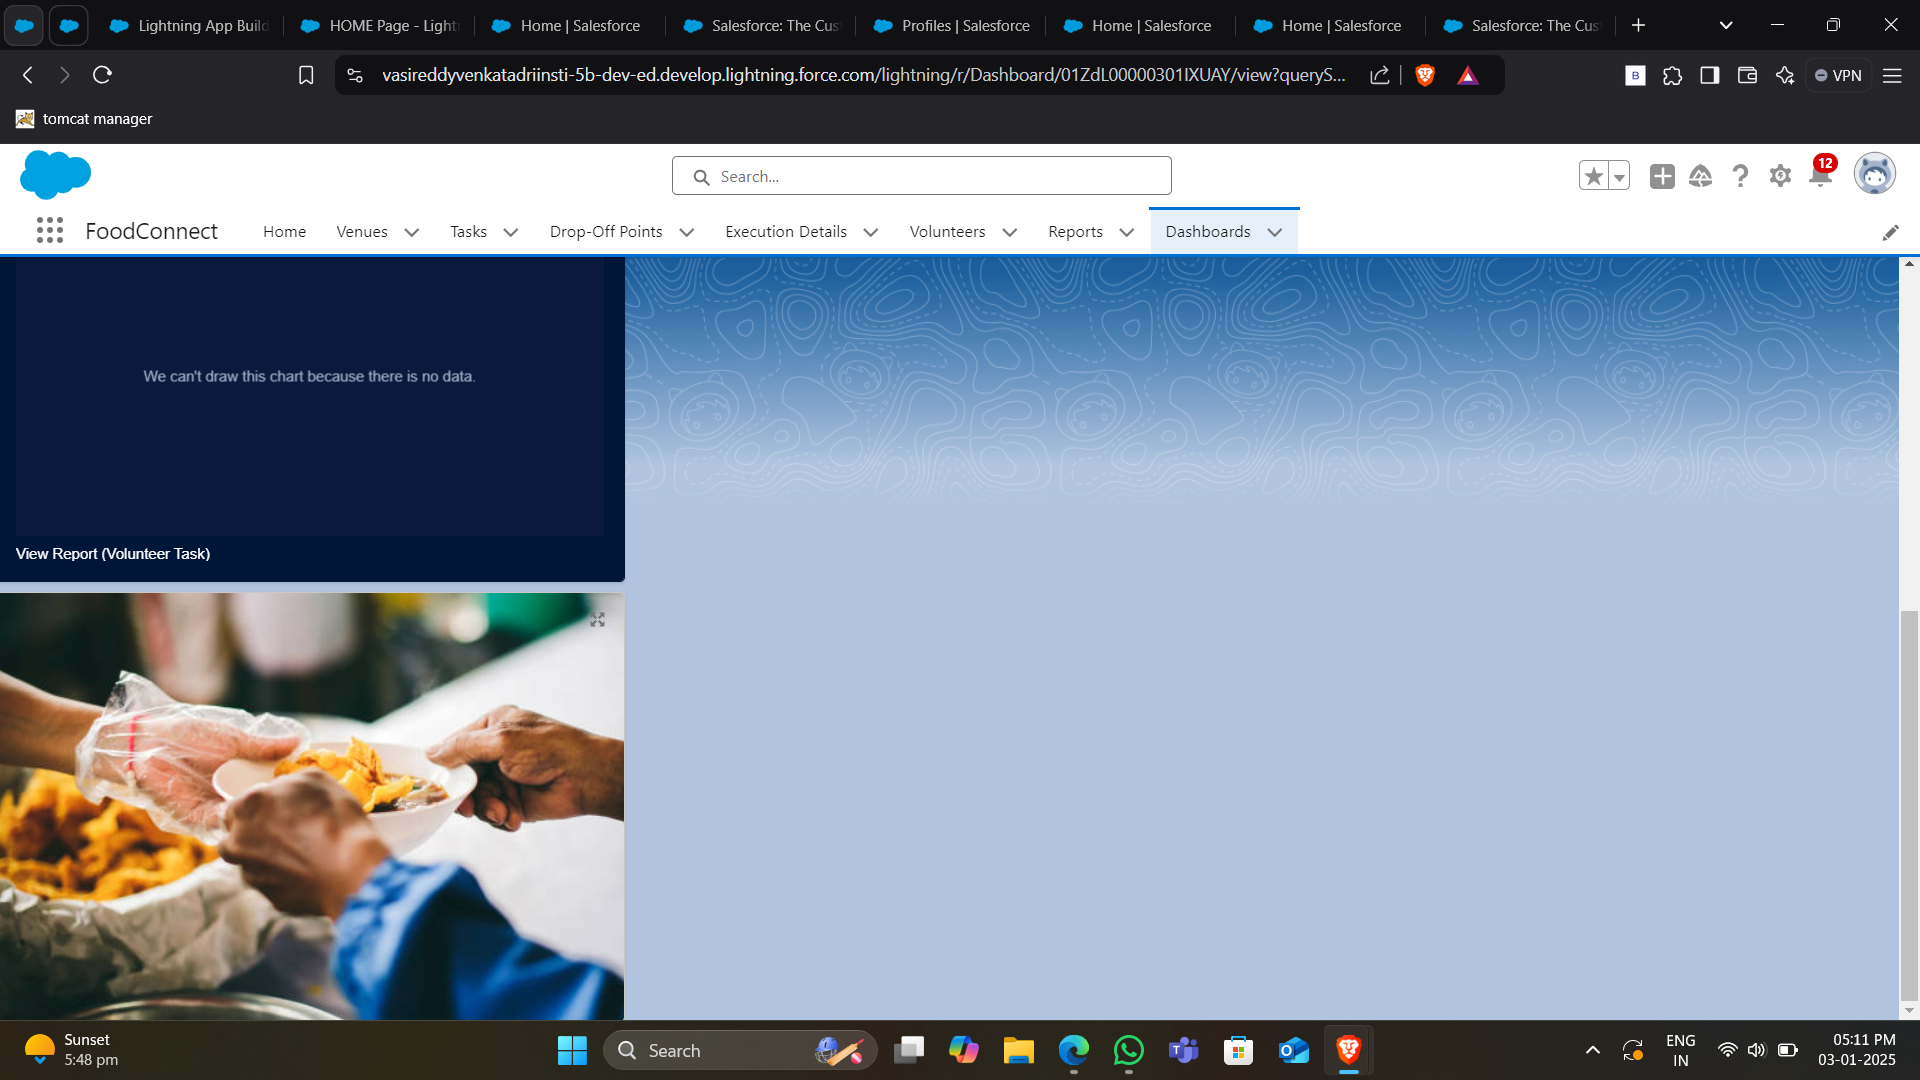 Lightning App Build
HOME Page - Light
Home | Salesforce
Salesforce: The Cus
Profiles | Salesforce
Home | Salesforce
Home | Salesforce
Salesforce: The Cus
vasireddyvenkatadriinsti-5b-dev-ed.develop.lightning.force.com/lightning/r/Dashboard/01ZdL00000301IXUAY/view?queryS...
B
VPN
tomcat manager
Search...
12
FoodConnect
Home
Venues
Tasks
Drop-Off Points
Execution Details
Volunteers
Reports
Dashboards
We can't draw this chart because there is no data.
View Report (Volunteer Task)
Sunset
5:48 pm
Search
ENG
IN
05:11 PM
03-01-2025